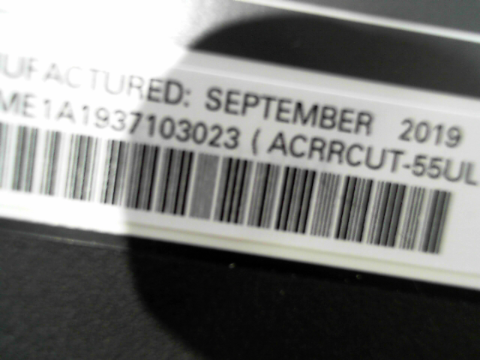 UFACTURED: SEPTEMBER 2019
ME1A1937103023 ( ACRRCUT-55UL